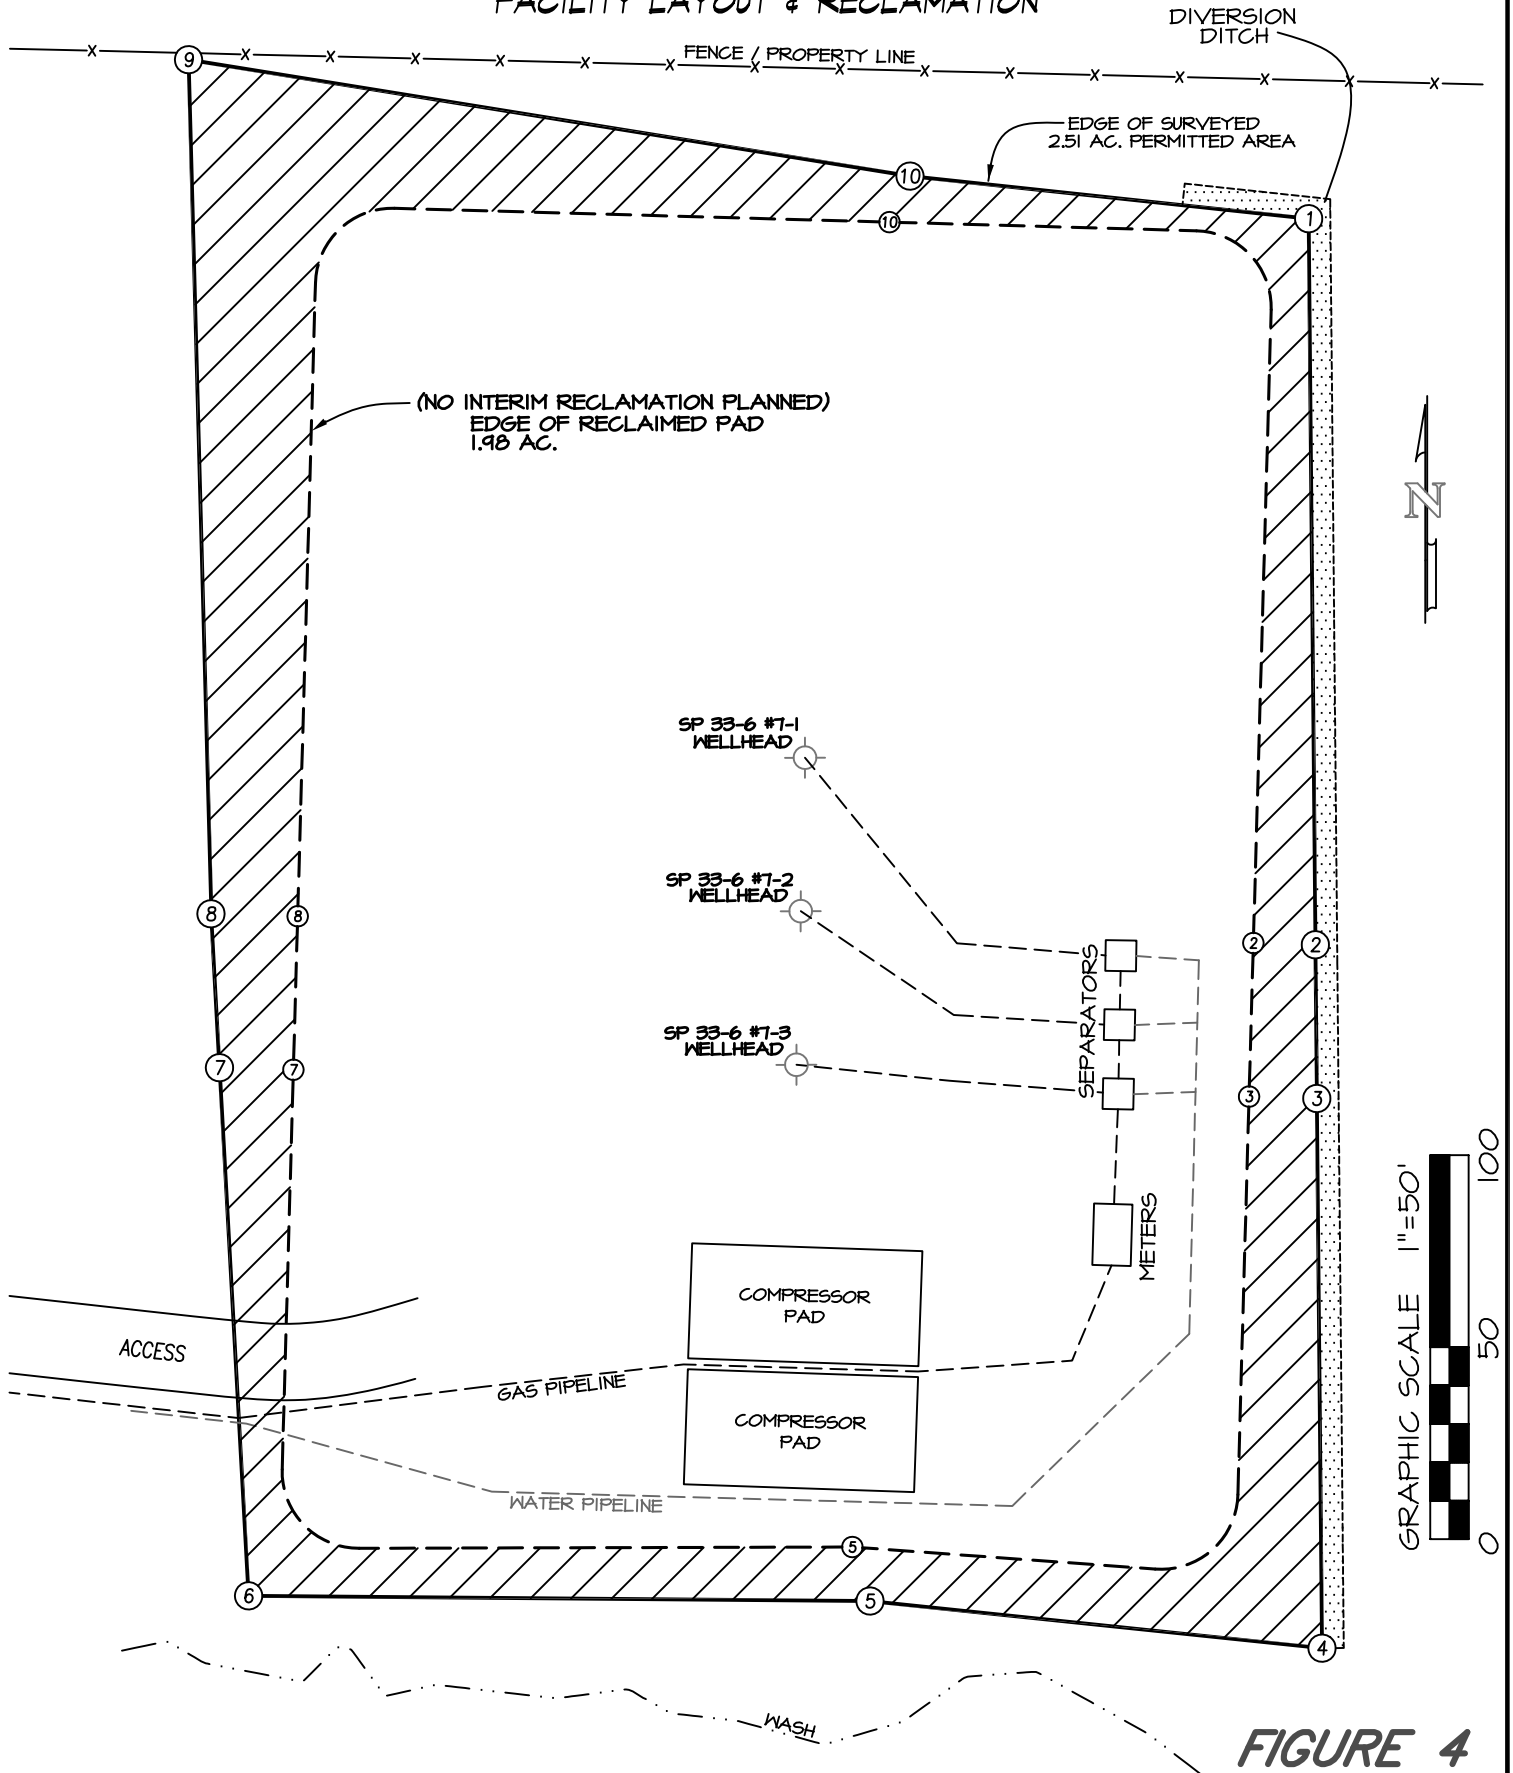 FACILITY LAYOUT & RECLAMATION
DIVERSION
DITCH
FENCE / PROPERTY LINE
9
EDGE OF SURVEYED
2.51 AC. PERMITTED AREA
10
1
10
(NO INTERIM RECLAMATION PLANNED)
EDGE OF RECLAIMED PAD
1.98 AC.
N
SP 33-6 #7-1
WELLHEAD
SP 33-6 #7-2
WELLHEAD
8
8
2
2
SEPARATORS
SP 33-6 #7-3
WELLHEAD
7
7
3
3
METERS
COMPRESSOR
PAD
ACCESS
GAS PIPELINE
COMPRESSOR
PAD
WATER PIPELINE
GRAPHIC SCALE 1"=50'
100
50
0
5
6
5
4
WASH
FIGURE 4